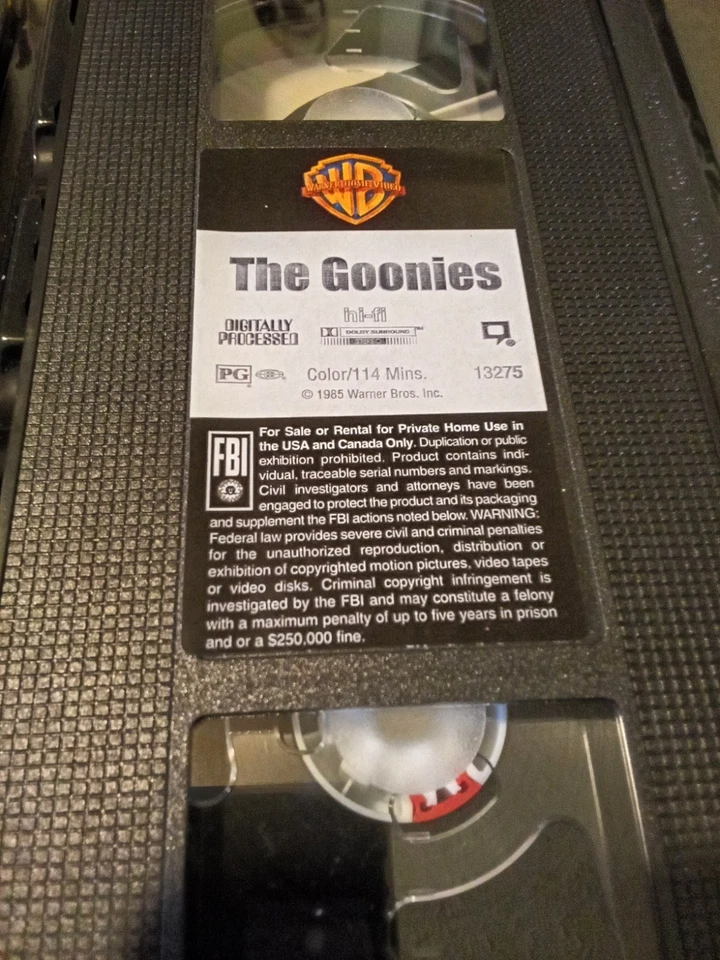 WARNER HOME VIDEO
WB
The Goonies
DIGITALLY
PROCESSED
hi-fi
DOLBY SURROUND™
STEREO
PG
Color/114 Mins.
13275
© 1985 Warner Bros. Inc.
FBI
For Sale or Rental for Private Home Use in
the USA and Canada Only. Duplication or public
exhibition prohibited. Product contains indi-
vidual, traceable serial numbers and markings.
Civil investigators and attorneys have been
engaged to protect the product and its packaging
and supplement the FBI actions noted below. WARNING:
Federal law provides severe civil and criminal penalties
for the unauthorized reproduction, distribution or
exhibition of copyrighted motion pictures, video tapes
or video disks. Criminal copyright infringement is
investigated by the FBI and may constitute a felony
with a maximum penalty of up to five years in prison
and or a $250,000 fine.